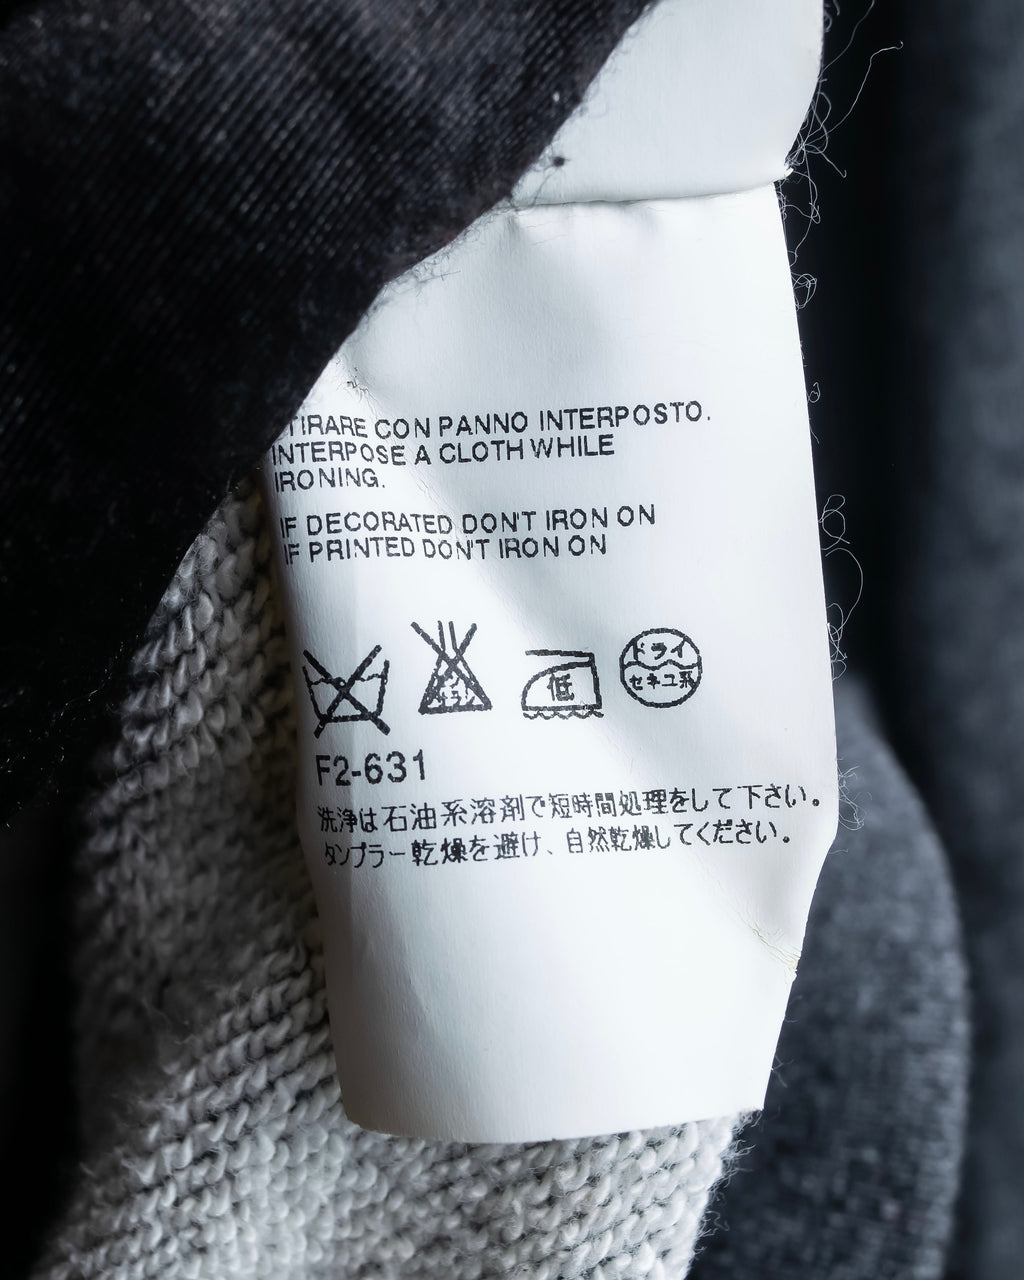 STIRARE CON PANNO INTERPOSTO.
INTERPOSE A CLOTH WHILE
IRONING.
IF DECORATED DON'T IRON ON
IF PRINTED DON'T IRON ON
低
ドライ
セキユ系
F2-631
洗浄は石油系溶剤で短時間処理をして下さい。
タンブラー乾燥を避け、自然乾燥してください。